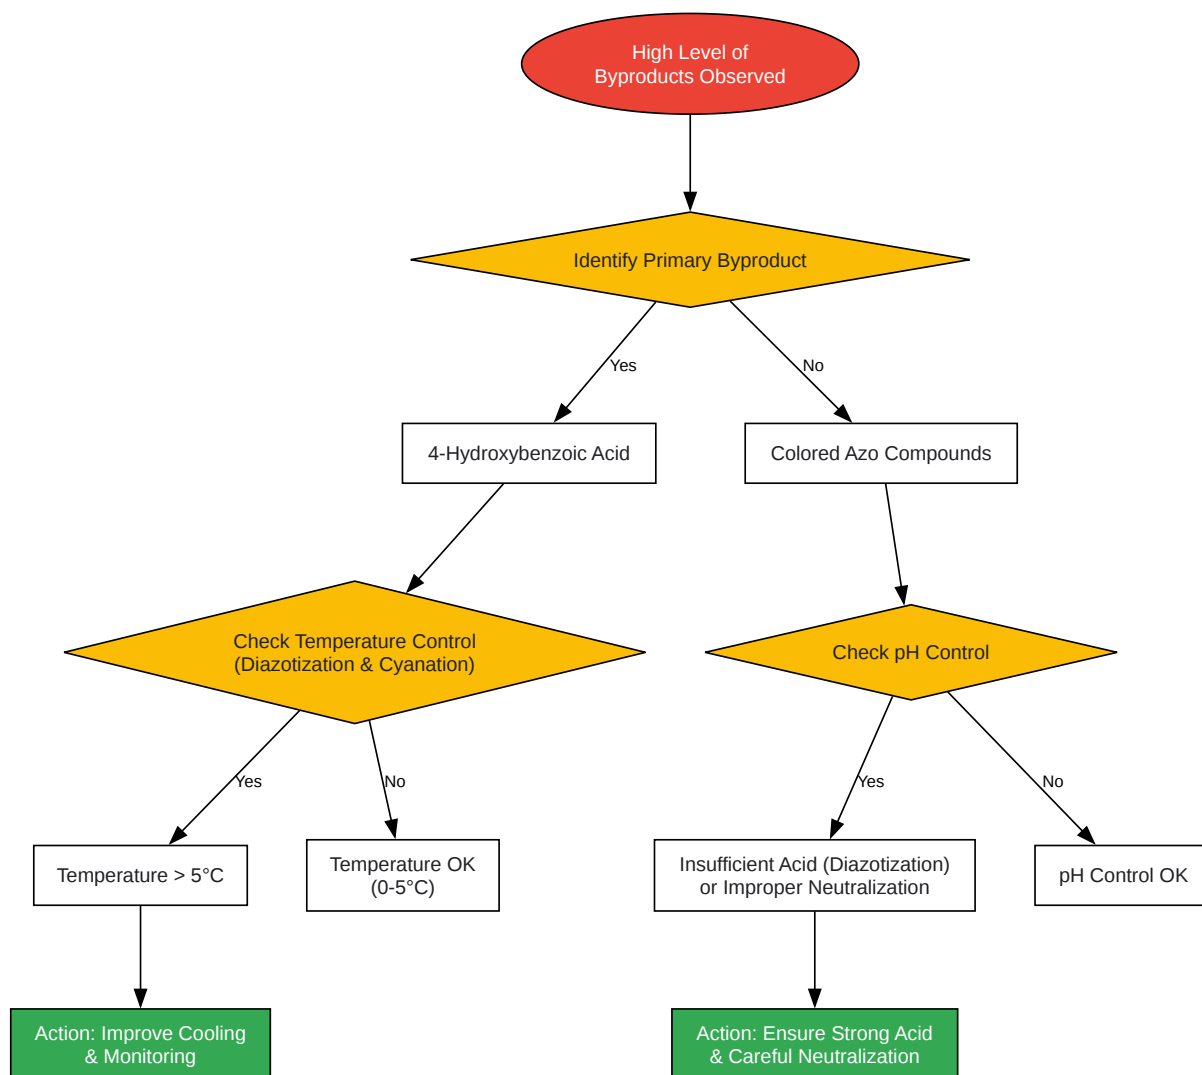 High Level of
Byproducts Observed
Identify Primary Byproduct
Yes
No
4-Hydroxybenzoic Acid
Colored Azo Compounds
Check Temperature Control
(Diazotization & Cyanation)
Check pH Control
Yes
No
Yes
No
Temperature > 5°C
Temperature OK
(0-5°C)
Insufficient Acid (Diazotization)
or Improper Neutralization
pH Control OK
Action: Improve Cooling
& Monitoring
Action: Ensure Strong Acid
& Careful Neutralization